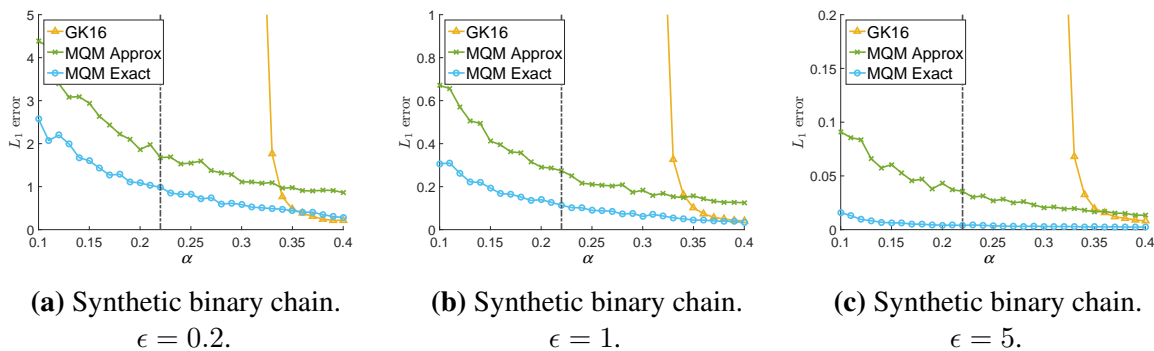 GK16
MQM Approx
MQM Exact
5
4
3
2
1
0
L₁ error
0.1 0.15 0.2 0.25 0.3 0.35 0.4
α
(a) Synthetic binary chain.
ϵ = 0.2.
GK16
MQM Approx
MQM Exact
1
0.8
0.6
0.4
0.2
0
L₁ error
0.1 0.15 0.2 0.25 0.3 0.35 0.4
α
(b) Synthetic binary chain.
ϵ = 1.
GK16
MQM Approx
MQM Exact
0.2
0.15
0.1
0.05
0
L₁ error
0.1 0.15 0.2 0.25 0.3 0.35 0.4
α
(c) Synthetic binary chain.
ϵ = 5.